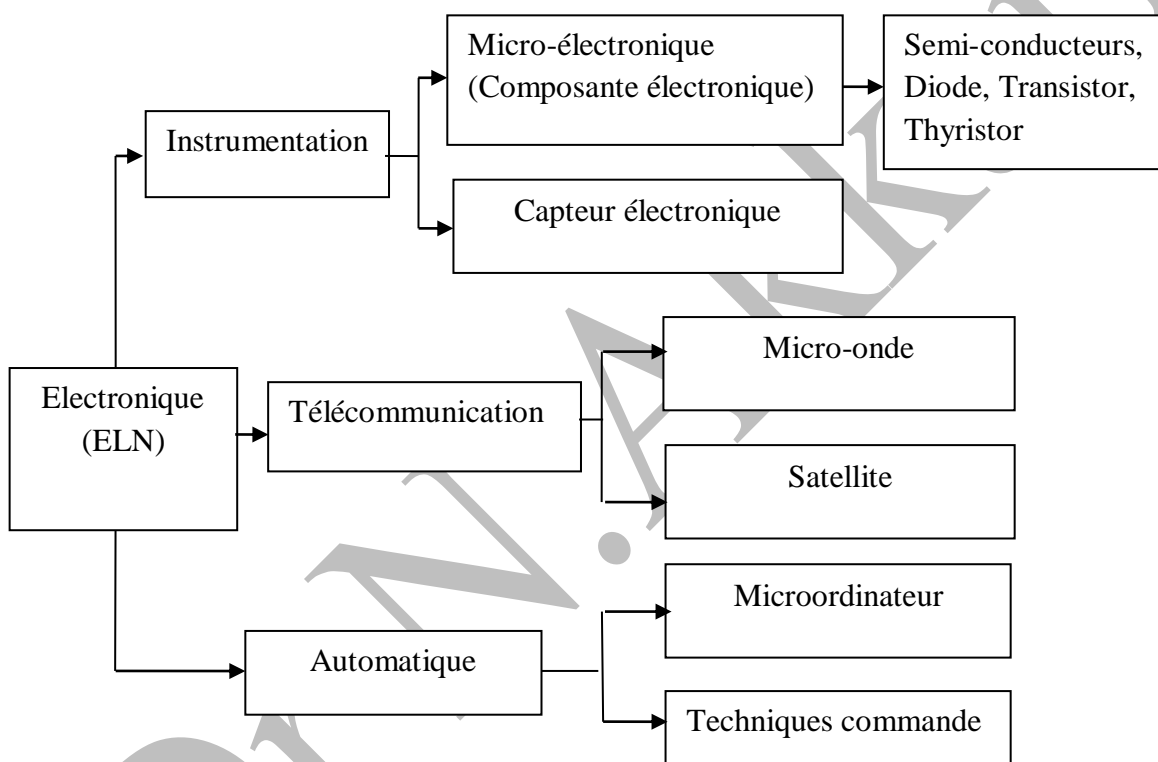 Micro-électronique
(Composante électronique)
Semi-conducteurs,
Diode, Transistor,
Thyristor
Instrumentation
Capteur électronique
Micro-onde
Electronique
(ELN)
Télécommunication
Satellite
Microordinateur
Automatique
Techniques commande